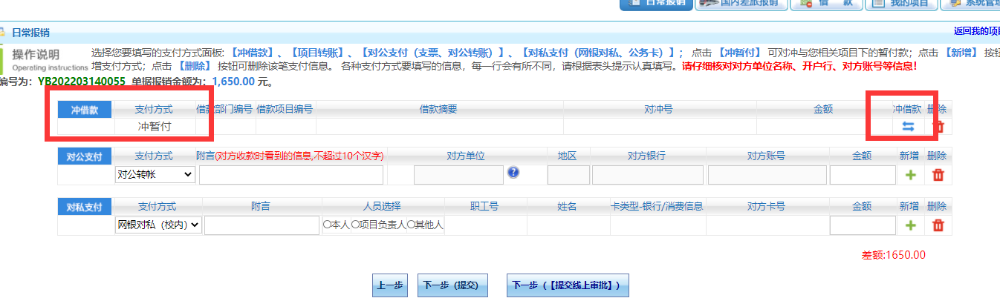 日常报销 国内差旅报销 借 款 我的项目 系统管理
日常报销 返回我的项目
操作说明 选择您要填写的支付方式面板: 【冲借款】、【项目转账】、【对公支付（支票、对公转账）】、【对私支付（网银对私、公务卡）】； 点击 【冲暂付】 可对冲与您相关项目下的暂付款；点击 【新增】 按钮
Operating instructions 增支付方式；点击 【删除】 按钮可删除该笔支付信息。 各种支付方式要填写的信息，每一行会有所不同，请根据表头提示认真填写。请仔细核对对方单位名称、开户行、对方账号等信息！
编号为: YB202203140055 单据报销金额为: 1,650.00 元。
冲借款 支付方式 借款部门编号 借款项目编号 借款摘要 对冲号 金额 冲借款 删除
冲暂付
对公支付 支付方式 附言(对方收款时看到的信息,不超过10个汉字) 对方单位 地区 对方银行 对方账号 金额 新增 删除
对公转帐
对私支付 支付方式 附言 人员选择 职工号 姓名 卡类型-银行/消费信息 对方卡号 金额 新增 删除
网银对私（校内） 本人 项目负责人 其他人
差额:1650.00
上一步 下一步（提交） 下一步（【提交线上审批】）